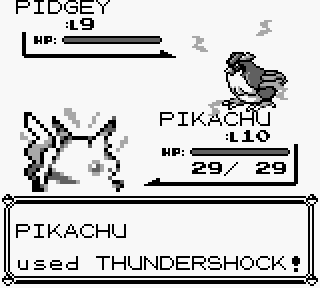 PIDGEY
:L9
HP:
PIKACHU
:L10
HP:
29/ 29
PIKACHU
used THUNDERSHOCK!